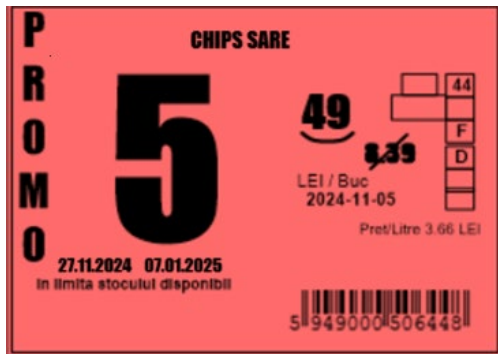 PROMO
CHIPS SARE
5
49
8,39
LEI / Buc
2024-11-05
44
F
D
Pret/Litre 3.66 LEI
27.11.2024 07.01.2025
In limita stocului disponibil
5 949000 506448